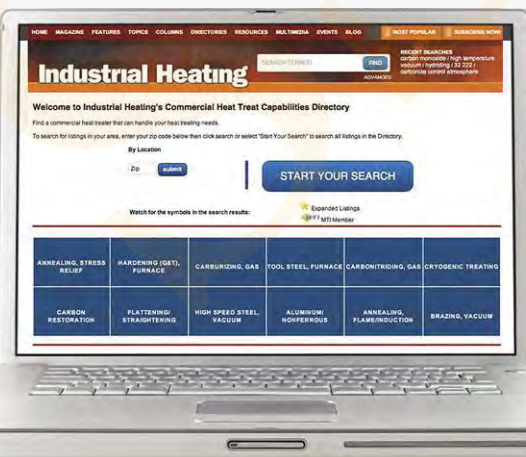 HOME MAGAZINE FEATURES TOPICS COLUMNS DIRECTORIES RESOURCES MULTIMEDIA EVENTS BLOG MOST POPULAR SUBSCRIBE NOW
Industrial Heating
FIND
ADVANCED
RECENT SEARCHES
carbon monoxide / high temperature
vacuum / hybriding / 32 222 /
carbonitride control atmosphere
Welcome to Industrial Heating's Commercial Heat Treat Capabilities Directory
Find a commercial heat treater that can handle your heat treating needs.
To search for listings in your area, enter your zip code below then click search or select "Start Your Search" to search all listings in the Directory.
By Location
Zip submit
START YOUR SEARCH
Watch for the symbols in the search results:
Expanded Listings
MTI Member
ANNEALING, STRESS RELIEF
HARDENING (Q&T), FURNACE
CARBURIZING, GAS
TOOL STEEL, FURNACE
CARBONITRIDING, GAS
CRYOGENIC TREATING
CARBON RESTORATION
FLATTENING/ STRAIGHTENING
HIGH SPEED STEEL, VACUUM
ALUMINUM/ NONFERROUS
ANNEALING, FLAME/INDUCTION
BRAZING, VACUUM